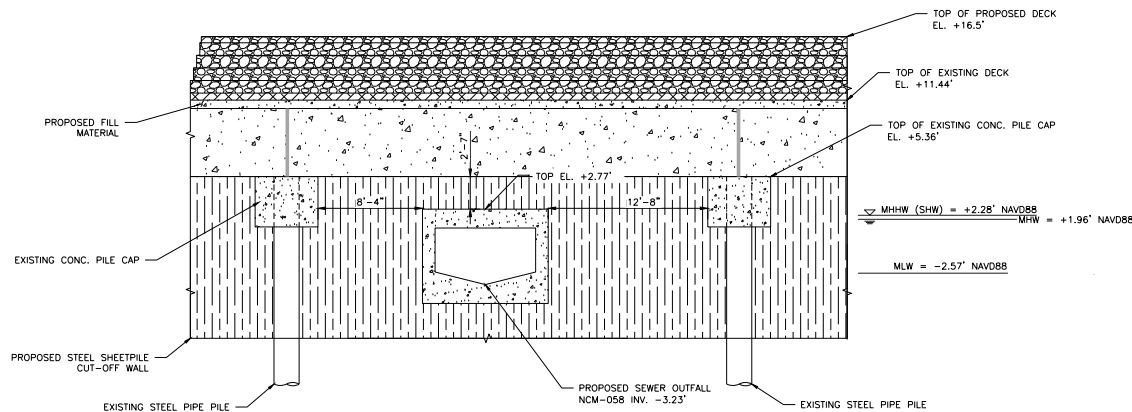 TOP OF PROPOSED DECK
EL. +16.5'
TOP OF EXISTING DECK
EL. +11.44'
PROPOSED FILL
MATERIAL
TOP OF EXISTING CONC. PILE CAP
EL. +5.36'
2'-7"
TOP EL. +2.77'
8'-4"
12'-8"
MHHW (SHW) = +2.28' NAVD88
MHW = +1.96' NAVD88
EXISTING CONC. PILE CAP
MLW = -2.57' NAVD88
PROPOSED STEEL SHEETPILE
CUT-OFF WALL
PROPOSED SEWER OUTFALL
NCM-058 INV. -3.23'
EXISTING STEEL PIPE PILE
EXISTING STEEL PIPE PILE